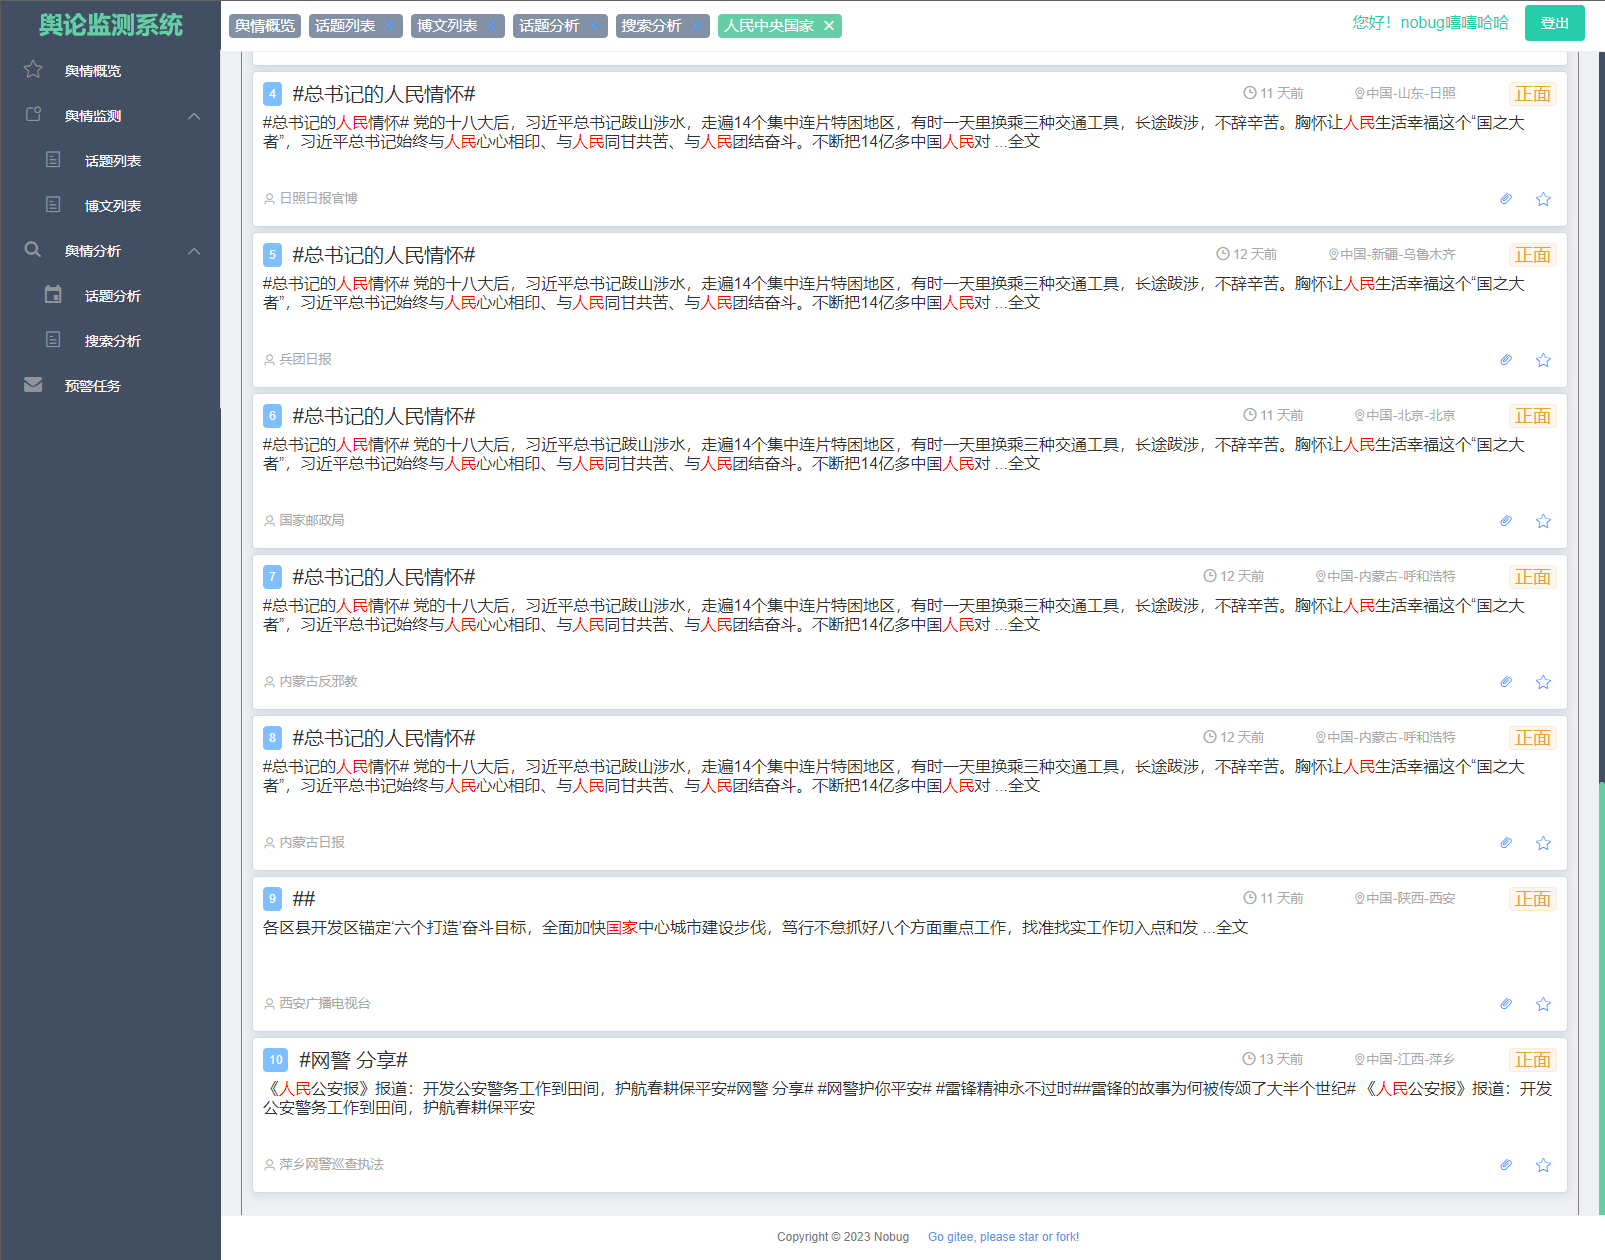 舆论监测系统
舆情概览
话题列表 ×
博文列表 ×
话题分析 ×
搜索分析 ×
人民中央国家 ×
您好！nobug嘻嘻哈哈
登出
舆情概览
舆情监测
话题列表
博文列表
舆情分析
话题分析
搜索分析
预警任务
4 #总书记的人民情怀# 11 天前 中国-山东-日照 正面
#总书记的人民情怀# 党的十八大后，习近平总书记跋山涉水，走遍14个集中连片特困地区，有时一天里换乘三种交通工具，长途跋涉，不辞辛苦。胸怀让人民生活幸福这个“国之大
者”，习近平总书记始终与人民心心相印、与人民同甘共苦、与人民团结奋斗。不断把14亿多中国人民对 ...全文
日照日报官博
5 #总书记的人民情怀# 12 天前 中国-新疆-乌鲁木齐 正面
#总书记的人民情怀# 党的十八大后，习近平总书记跋山涉水，走遍14个集中连片特困地区，有时一天里换乘三种交通工具，长途跋涉，不辞辛苦。胸怀让人民生活幸福这个“国之大
者”，习近平总书记始终与人民心心相印、与人民同甘共苦、与人民团结奋斗。不断把14亿多中国人民对 ...全文
兵团日报
6 #总书记的人民情怀# 11 天前 中国-北京-北京 正面
#总书记的人民情怀# 党的十八大后，习近平总书记跋山涉水，走遍14个集中连片特困地区，有时一天里换乘三种交通工具，长途跋涉，不辞辛苦。胸怀让人民生活幸福这个“国之大
者”，习近平总书记始终与人民心心相印、与人民同甘共苦、与人民团结奋斗。不断把14亿多中国人民对 ...全文
国家邮政局
7 #总书记的人民情怀# 12 天前 中国-内蒙古-呼和浩特 正面
#总书记的人民情怀# 党的十八大后，习近平总书记跋山涉水，走遍14个集中连片特困地区，有时一天里换乘三种交通工具，长途跋涉，不辞辛苦。胸怀让人民生活幸福这个“国之大
者”，习近平总书记始终与人民心心相印、与人民同甘共苦、与人民团结奋斗。不断把14亿多中国人民对 ...全文
内蒙古反邪教
8 #总书记的人民情怀# 12 天前 中国-内蒙古-呼和浩特 正面
#总书记的人民情怀# 党的十八大后，习近平总书记跋山涉水，走遍14个集中连片特困地区，有时一天里换乘三种交通工具，长途跋涉，不辞辛苦。胸怀让人民生活幸福这个“国之大
者”，习近平总书记始终与人民心心相印、与人民同甘共苦、与人民团结奋斗。不断把14亿多中国人民对 ...全文
内蒙古日报
9 ## 11 天前 中国-陕西-西安 正面
各区县开发区锚定‘六个打造’奋斗目标，全面加快国家中心城市建设步伐，笃行不怠抓好八个方面重点工作，找准找实工作切入点和发 ...全文
西安广播电视台
10 #网警 分享# 13 天前 中国-江西-萍乡 正面
《人民公安报》报道：开发公安警务工作到田间，护航春耕保平安#网警 分享# #网警护你平安# #雷锋精神永不过时##雷锋的故事为何被传颂了大半个世纪# 《人民公安报》报道：开发
公安警务工作到田间，护航春耕保平安
萍乡网警巡查执法
Copyright © 2023 Nobug Go gitee, please star or fork!